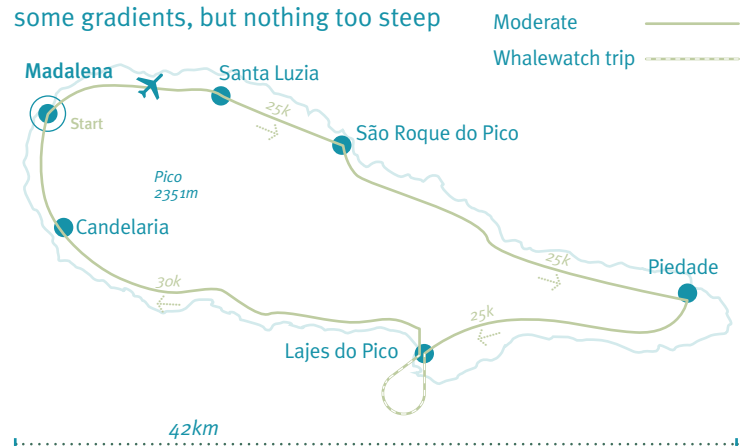 some gradients, but nothing too steep
Moderate
Whalewatch trip
Madalena
Santa Luzia
Start
25k
São Roque do Pico
Pico
2351m
Candelaria
25k
Piedade
30k
25k
Lajes do Pico
42km